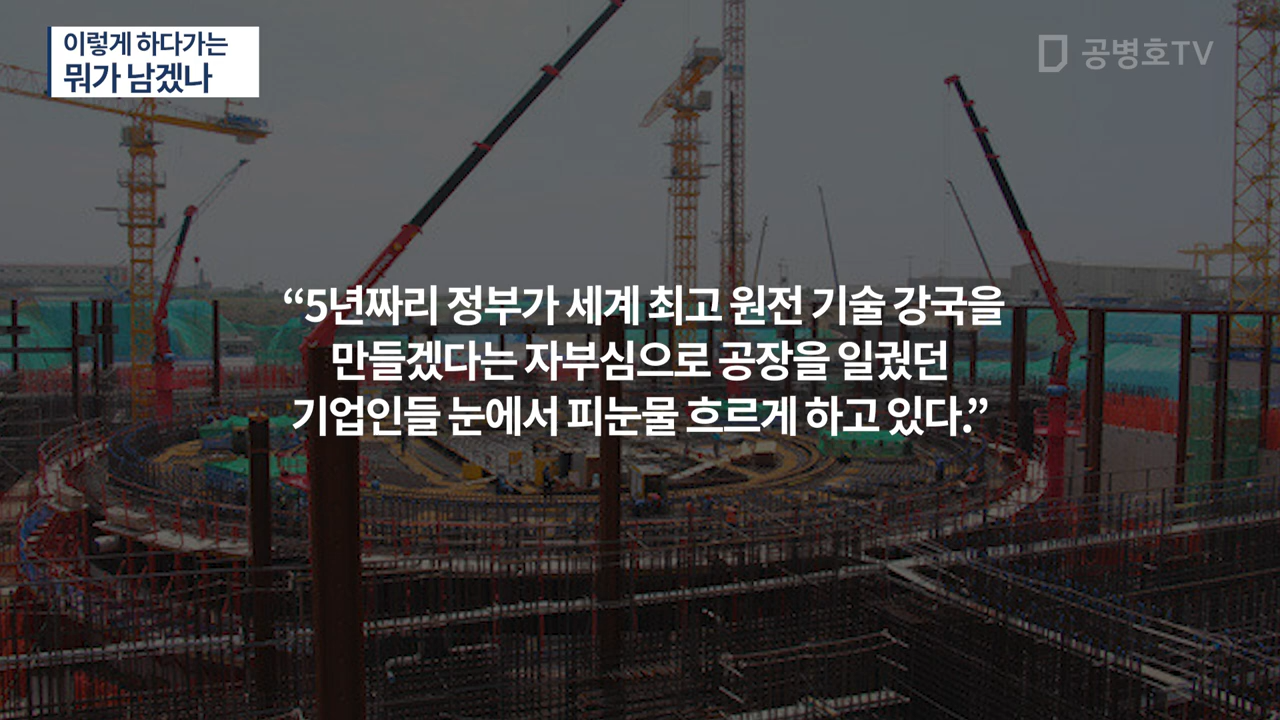 이렇게 하다가는
뭐가 남겠나
공병호TV
“5년짜리 정부가 세계 최고 원전 기술 강국을
만들겠다는 자부심으로 공장을 일궜던
기업인들 눈에서 피눈물 흐르게 하고 있다.”